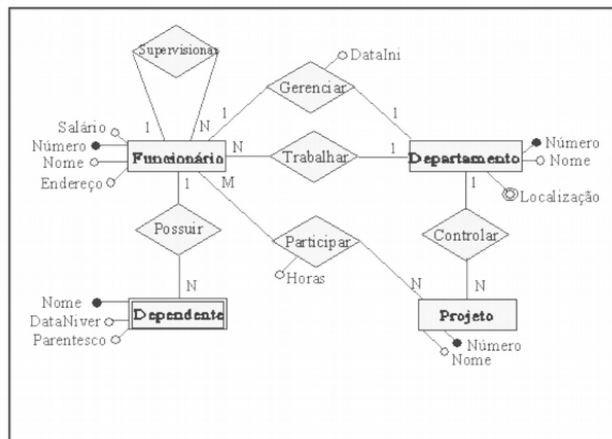 Supervisionar
DataIni
Gerenciar
1
1
1
N
Salário
Número
Nome
Endereço
Funcionário
N
Trabalhar
1
Departamento
Número
Nome
Localização
M
1
1
Possuir
Participar
Controlar
Horas
N
N
N
Nome
DataNiver
Parentesco
Dependente
Projeto
Número
Nome